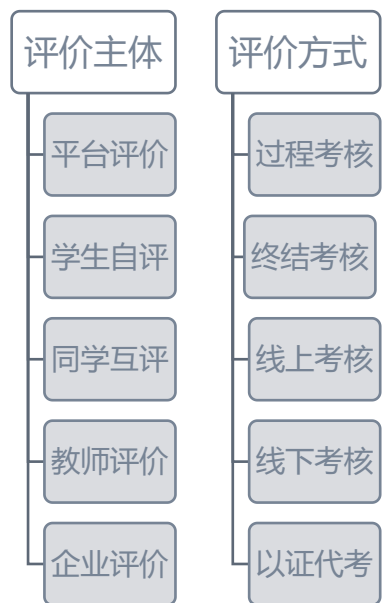 评价主体
平台评价
学生自评
同学互评
教师评价
企业评价
评价方式
过程考核
终结考核
线上考核
线下考核
以证代考